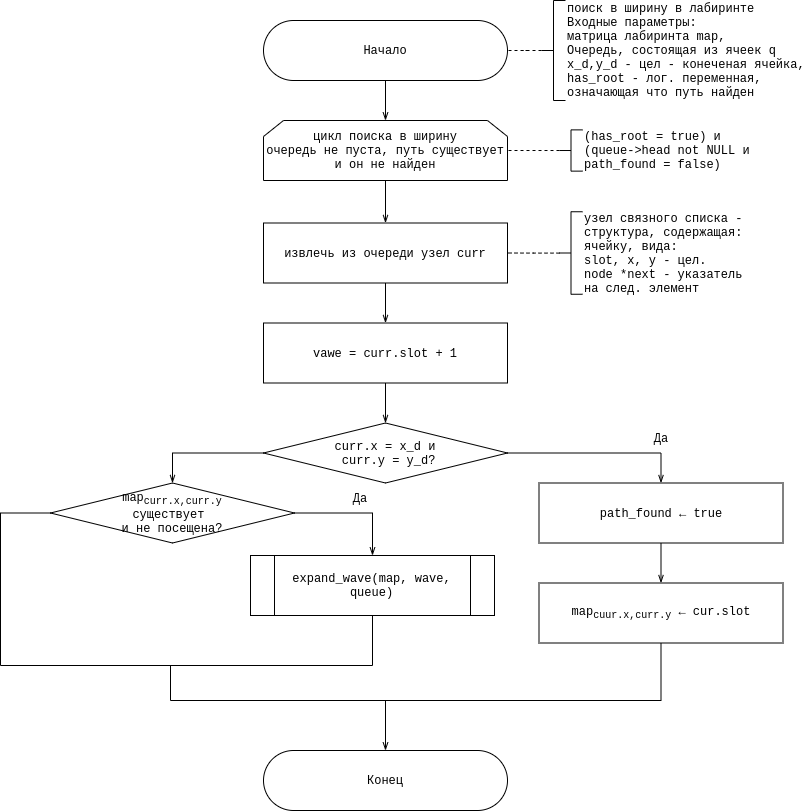 поиск в ширину в лабиринте
Входные параметры:
матрица лабиринта map,
Очередь, состоящая из ячеек q
x_d,y_d - цел - конеченая ячейка,
has_root - лог. переменная,
означающая что путь найден
Начало
цикл поиска в ширину
очередь не пуста, путь существует
и он не найден
(has_root = true) и
(queue->head not NULL и
path_found = false)
извлечь из очереди узел curr
узел связного списка -
структура, содержащая:
ячейку, вида:
slot, x, y - цел.
node *next - указатель
на след. элемент
vawe = curr.slot + 1
curr.x = x_d и
curr.y = y_d?
Да
mapcurr.x,curr.y
существует
и не посещена?
Да
path_found ← true
expand_wave(map, wave,
queue)
mapcuur.x,curr.y ← cur.slot
Конец